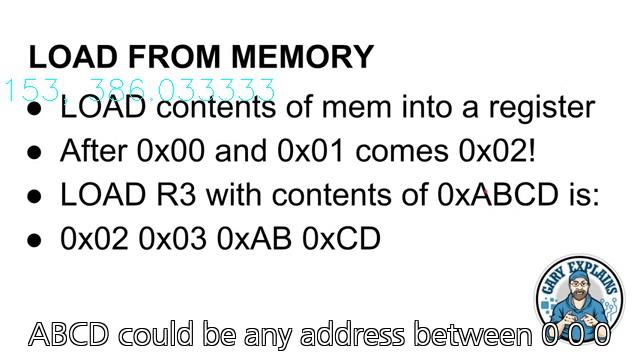 LOAD FROM MEMORY
153, 386.033333
● LOAD contents of mem into a register
● After 0x00 and 0x01 comes 0x02!
● LOAD R3 with contents of 0xABCD is:
● 0x02 0x03 0xAB 0xCD
GARY EXPLAINS
ABCD could be any address between 0 0 0